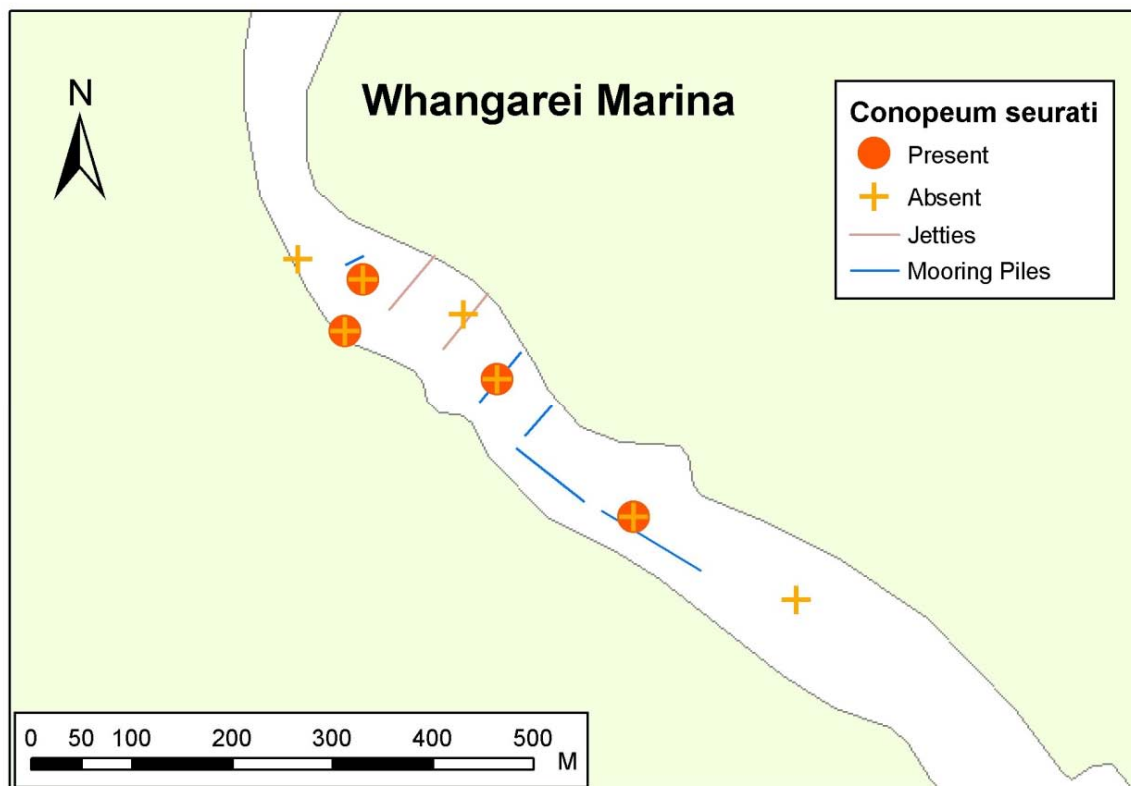 Whangarei Marina
N
Conopeum seurati
Present
Absent
Jetties
Mooring Piles
0 50 100 200 300 400 500 M